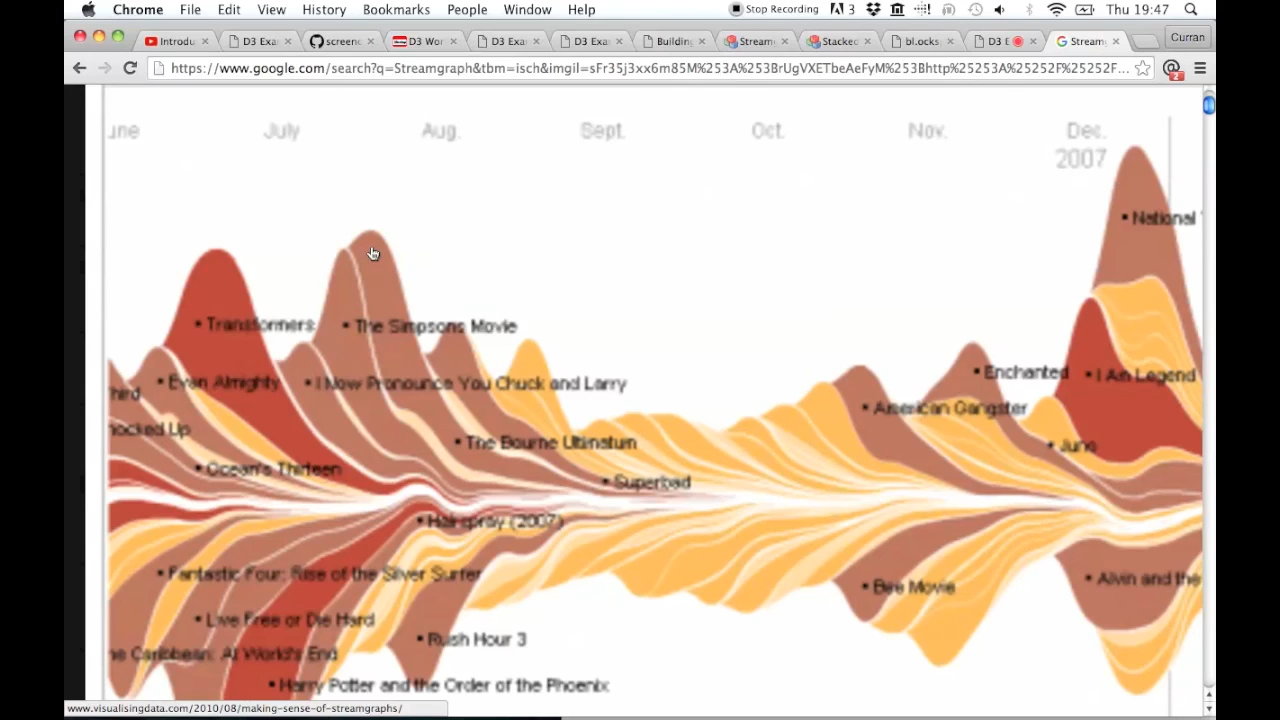 Chrome File Edit View History Bookmarks People Window Help Stop Recording 3 Thu 19:47
Introdu D3 Exa screenc D3 Wor D3 Exa D3 Exa Building Stream Stacked bl.ocks D3 E Stream Curran
https://www.google.com/search?q=Streamgraph&tbm=isch&imgil=sFr35j3xx6m85M%253A%253BrUgVXETbeAeFyM%253Bhttp%25253A%25252F%25252F... 2
une July Aug. Sept. Oct. Nov. Dec.
2007
National
Transformers The Simpsons Movie
Enchanted I Am Legend
Evan Almighty I Now Pronounce You Chuck and Larry
hird American Gangster
nocked Up The Bourne Ultimatum June
Ocean's Thirteen Superbad
Hairspray (2007)
Fantastic Four: Rise of the Silver Surfer Bee Movie Alvin and the
Live Free or Die Hard
Rush Hour 3
he Caribbean: At World's End
Harry Potter and the Order of the Phoenix
www.visualisingdata.com/2010/08/making-sense-of-streamgraphs/